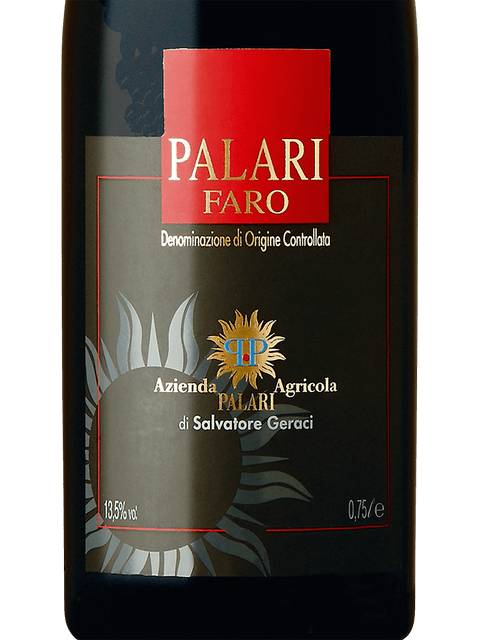 PALARI
FARO
Denominazione di Origine Controllata
P.P
Azienda Agricola
PALARI
di Salvatore Geraci
13,5% vol. 0,75 l e